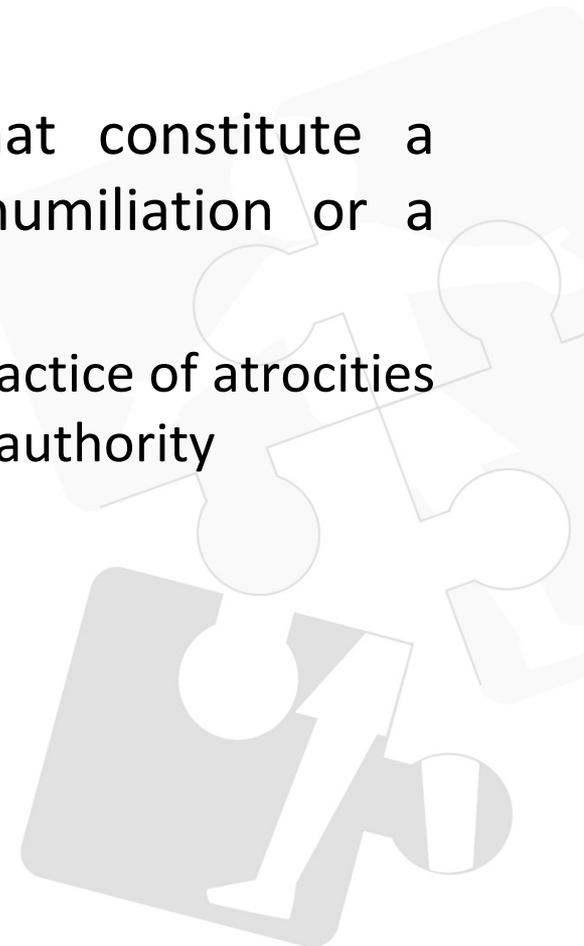 at constitute a
humiliation or a
actice of atrocities
authority